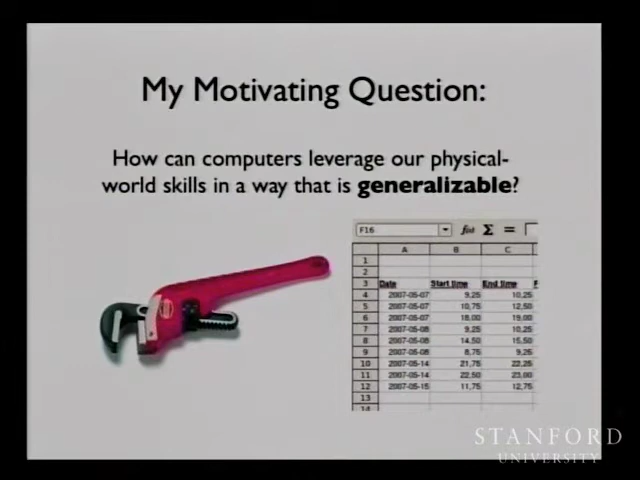 My Motivating Question:
How can computers leverage our physical-
world skills in a way that is generalizable?
F16 f(x) Σ =
A B C
1
2
3 Date Start time End time
4 2007-05-07 9,25 10,25
5 2007-05-07 10,75 12,50
6 2007-05-07 18,00 19,00
7 2007-05-08 9,25 10,25
8 2007-05-08 14,50 15,50
9 2007-05-08 8,75 9,25
10 2007-05-14 21,75 22,25
11 2007-05-14 22,50 23,00
12 2007-05-15 11,75 12,75
13
14
STANFORD
UNIVERSITY